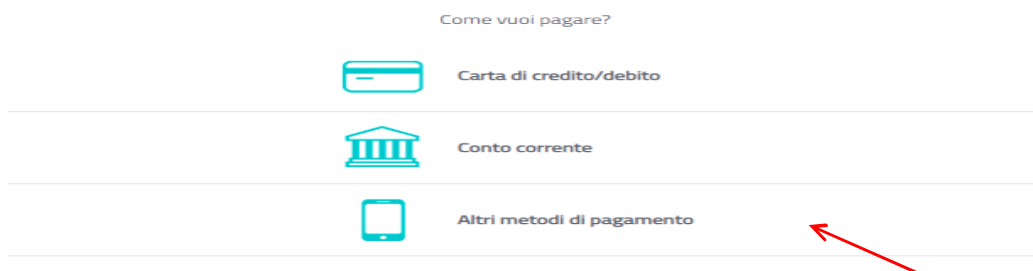 Come vuoi pagare?
Carta di credito/debito
Conto corrente
Altri metodi di pagamento